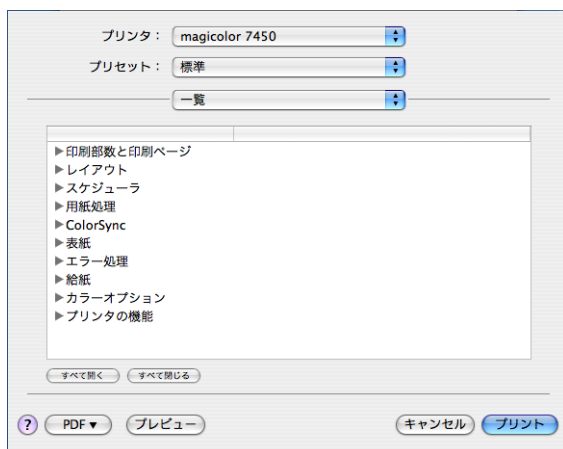 プリンタ： magicolor 7450
プリセット： 標準
一覧
▶印刷部数と印刷ページ
▶レイアウト
▶スケジューラ
▶用紙処理
▶ColorSync
▶表紙
▶エラー処理
▶給紙
▶カラーオプション
▶プリンタの機能
すべて開く すべて閉じる
? PDF▼ プレビュー キャンセル プリント